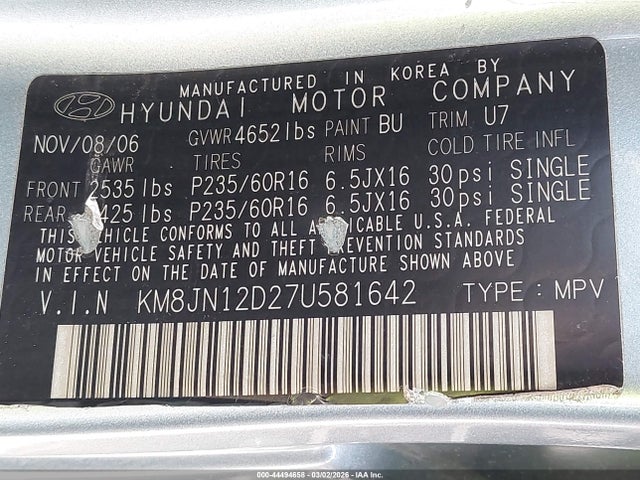 MANUFACTURED IN KOREA BY
HYUNDAI MOTOR COMPANY
NOV/08/06 GVWR 4652lbs PAINT BU TRIM U7
GAWR TIRES RIMS COLD TIRE INFL
FRONT 2535 lbs P235/60R16 6.5JX16 30psi SINGLE
REAR 425 lbs P235/60R16 6.5JX16 30psi SINGLE
THIS VEHICLE CONFORMS TO ALL APPLICABLE U.S.A. FEDERAL
MOTOR VEHICLE SAFETY AND THEFT PREVENTION STANDARDS
IN EFFECT ON THE DATE OF MANUFACTURE SHOWN ABOVE
V.I.N KM8JN12D27U581642 TYPE : MPV
000-44494658 - 03/02/2026 - IAA Inc.